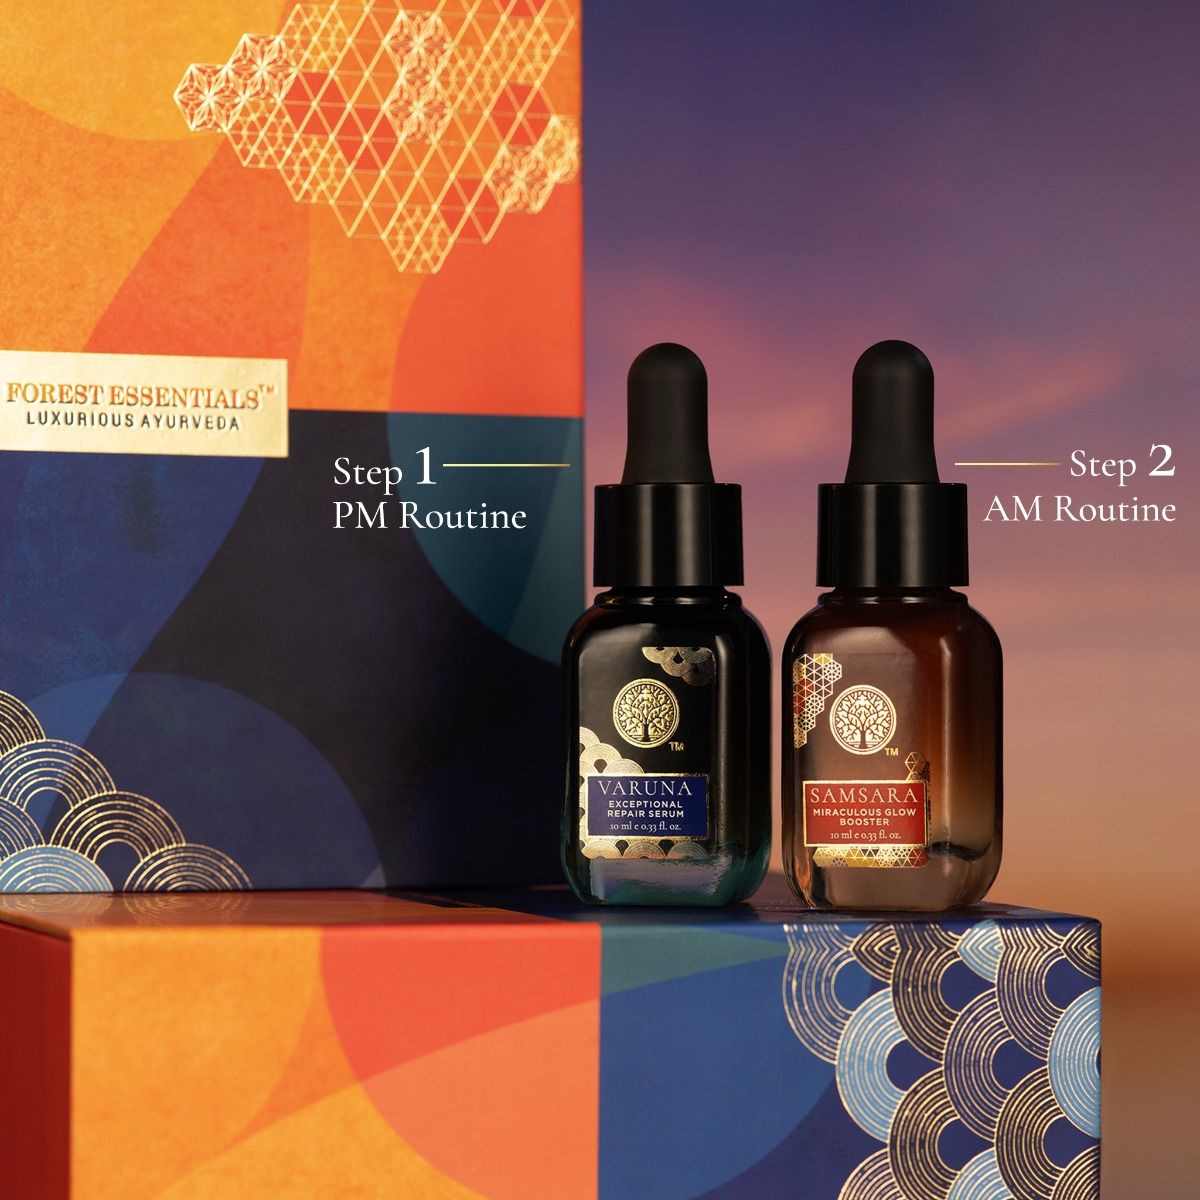 FOREST ESSENTIALS™
LUXURIOUS AYURVEDA
Step 1
PM Routine
Step 2
AM Routine
TM
VARUNA
EXCEPTIONAL
REPAIR SERUM
10 ml e 0.33 fl. oz.
TM
SAMSARA
MIRACULOUS GLOW
BOOSTER
10 ml e 0.33 fl. oz.